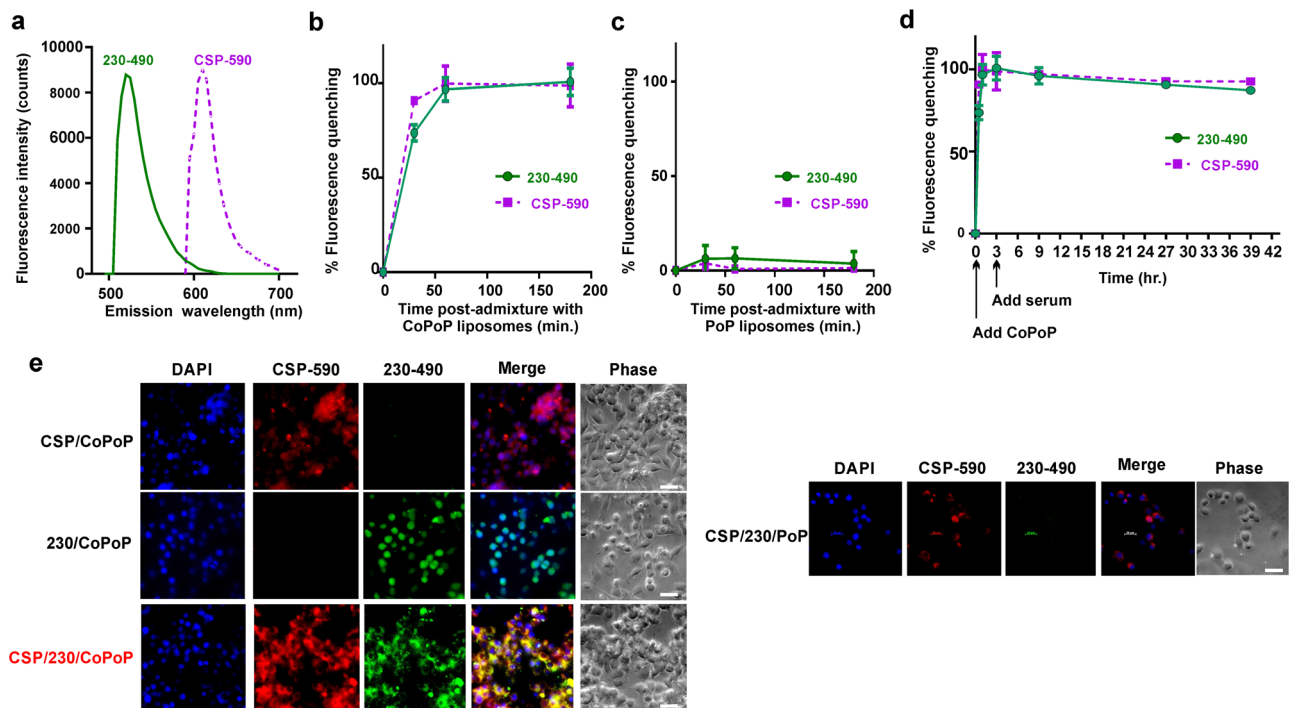 a
Fluorescence intensity (counts)
10000
8000
6000
4000
2000
0
230-490
CSP-590
500
600
700
Emission wavelength (nm)
b
% Fluorescence quenching
100
50
0
230-490
CSP-590
0
50
100
150
200
Time post-admixture with
CoPoP liposomes (min.)
c
% Fluorescence quenching
100
50
0
230-490
CSP-590
0
50
100
150
200
Time post-admixture with
PoP liposomes (min.)
d
% Fluorescence quenching
100
50
0
230-490
CSP-590
0 3 6 9 12 15 18 21 24 27 30 33 36 39 42
Time (hr.)
Add serum
Add CoPoP
e
DAPI CSP-590 230-490 Merge Phase
CSP/CoPoP
230/CoPoP
CSP/230/CoPoP
DAPI CSP-590 230-490 Merge Phase
CSP/230/PoP